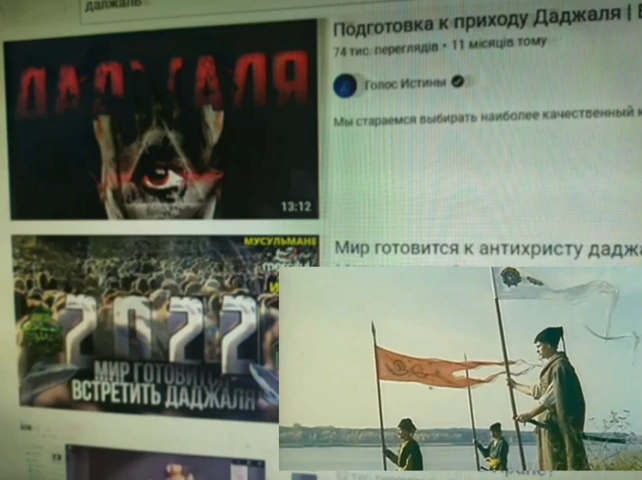 даджаль
Подготовка к приходу Даджаля |
74 тис. переглядів • 11 місяців тому
ДАДЖАЛЯ
Голос Истины
Мы стараемся выбирать наиболее качественный
13:12
МУСУЛЬМАНЕ
Мир готовится к антихристу
2022
МИР ГОТОВИТСЯ
ВСТРЕТИТЬ ДАДЖАЛЯ